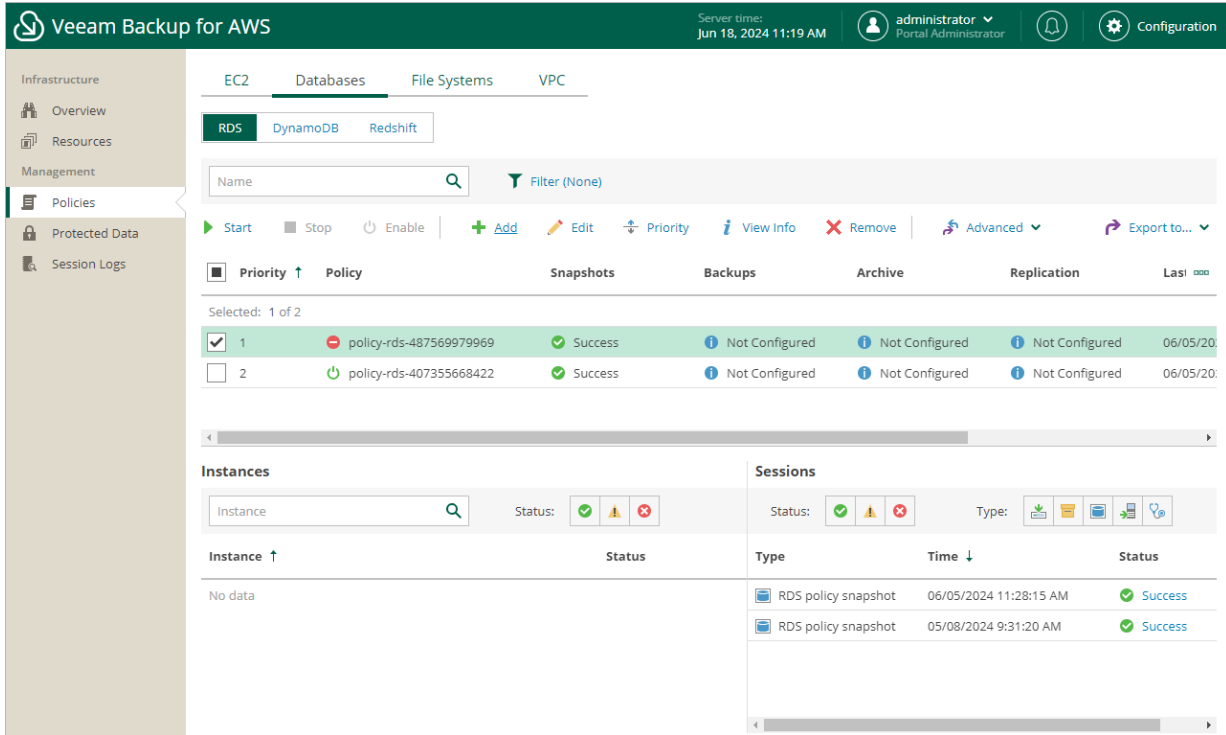 Veeam Backup for AWS
Server time:
Jun 18, 2024 11:19 AM
administrator
Portal Administrator
Configuration
Infrastructure
Overview
Resources
Management
Policies
Protected Data
Session Logs
EC2 Databases File Systems VPC
RDS DynamoDB Redshift
Name Filter (None)
Start Stop Enable Add Edit Priority View Info Remove Advanced Export to...
Priority Policy Snapshots Backups Archive Replication
Selected: 1 of 2
1 policy-rds-487569979969 Success Not Configured Not Configured Not Configured
2 policy-rds-407355668422 Success Not Configured Not Configured Not Configured
Instances
Instance Status:
Instance Status
No data
Sessions
Status: Type:
Type Time Status
RDS policy snapshot 06/05/2024 11:28:15 AM Success
RDS policy snapshot 05/08/2024 9:31:20 AM Success